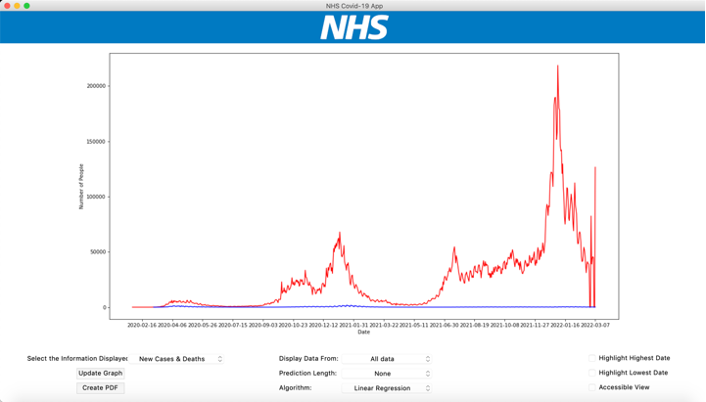 NHS Covid-19 App
NHS
200000
150000
100000
50000
0
Number of People
2020-02-16 2020-04-06 2020-05-26 2020-07-15 2020-09-03 2020-10-23 2020-12-12 2021-01-31 2021-03-22 2021-05-11 2021-06-30 2021-08-19 2021-10-08 2021-11-27 2022-01-16 2022-03-07
Date
Select the Information Displayed: New Cases & Deaths
Display Data From: All data
Highlight Highest Date
Update Graph
Prediction Length: None
Highlight Lowest Date
Create PDF
Algorithm: Linear Regression
Accessible View